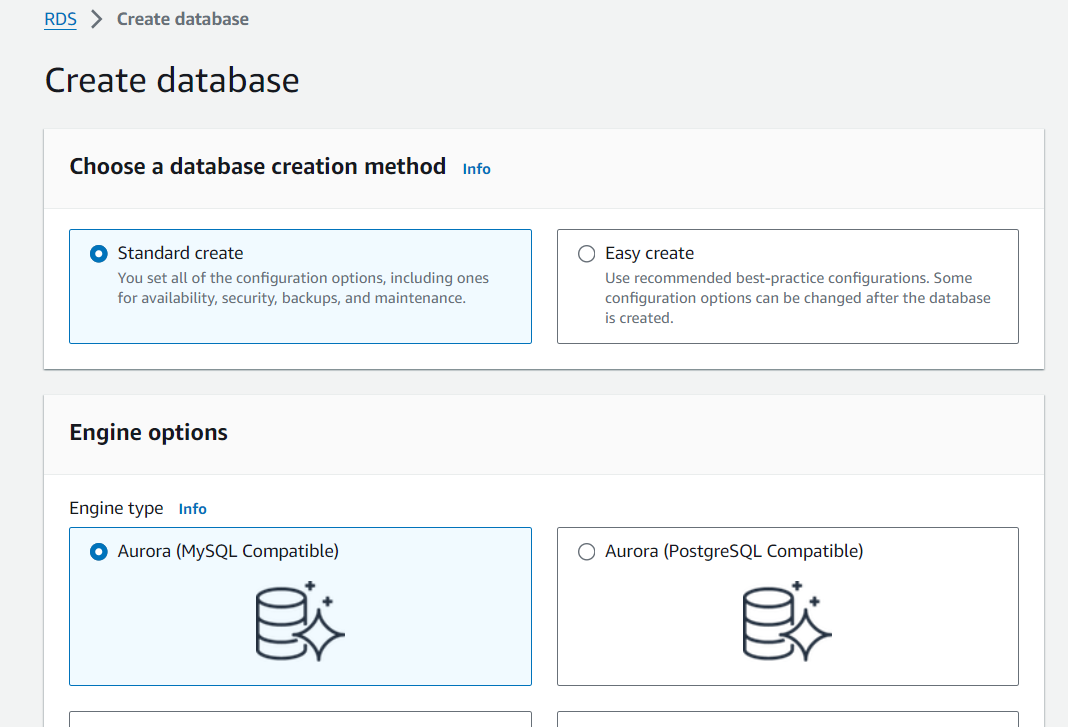 RDS > Create database
Create database
Choose a database creation method Info
Standard create
You set all of the configuration options, including ones
for availability, security, backups, and maintenance.
Easy create
Use recommended best-practice configurations. Some
configuration options can be changed after the database
is created.
Engine options
Engine type Info
Aurora (MySQL Compatible)
Aurora (PostgreSQL Compatible)